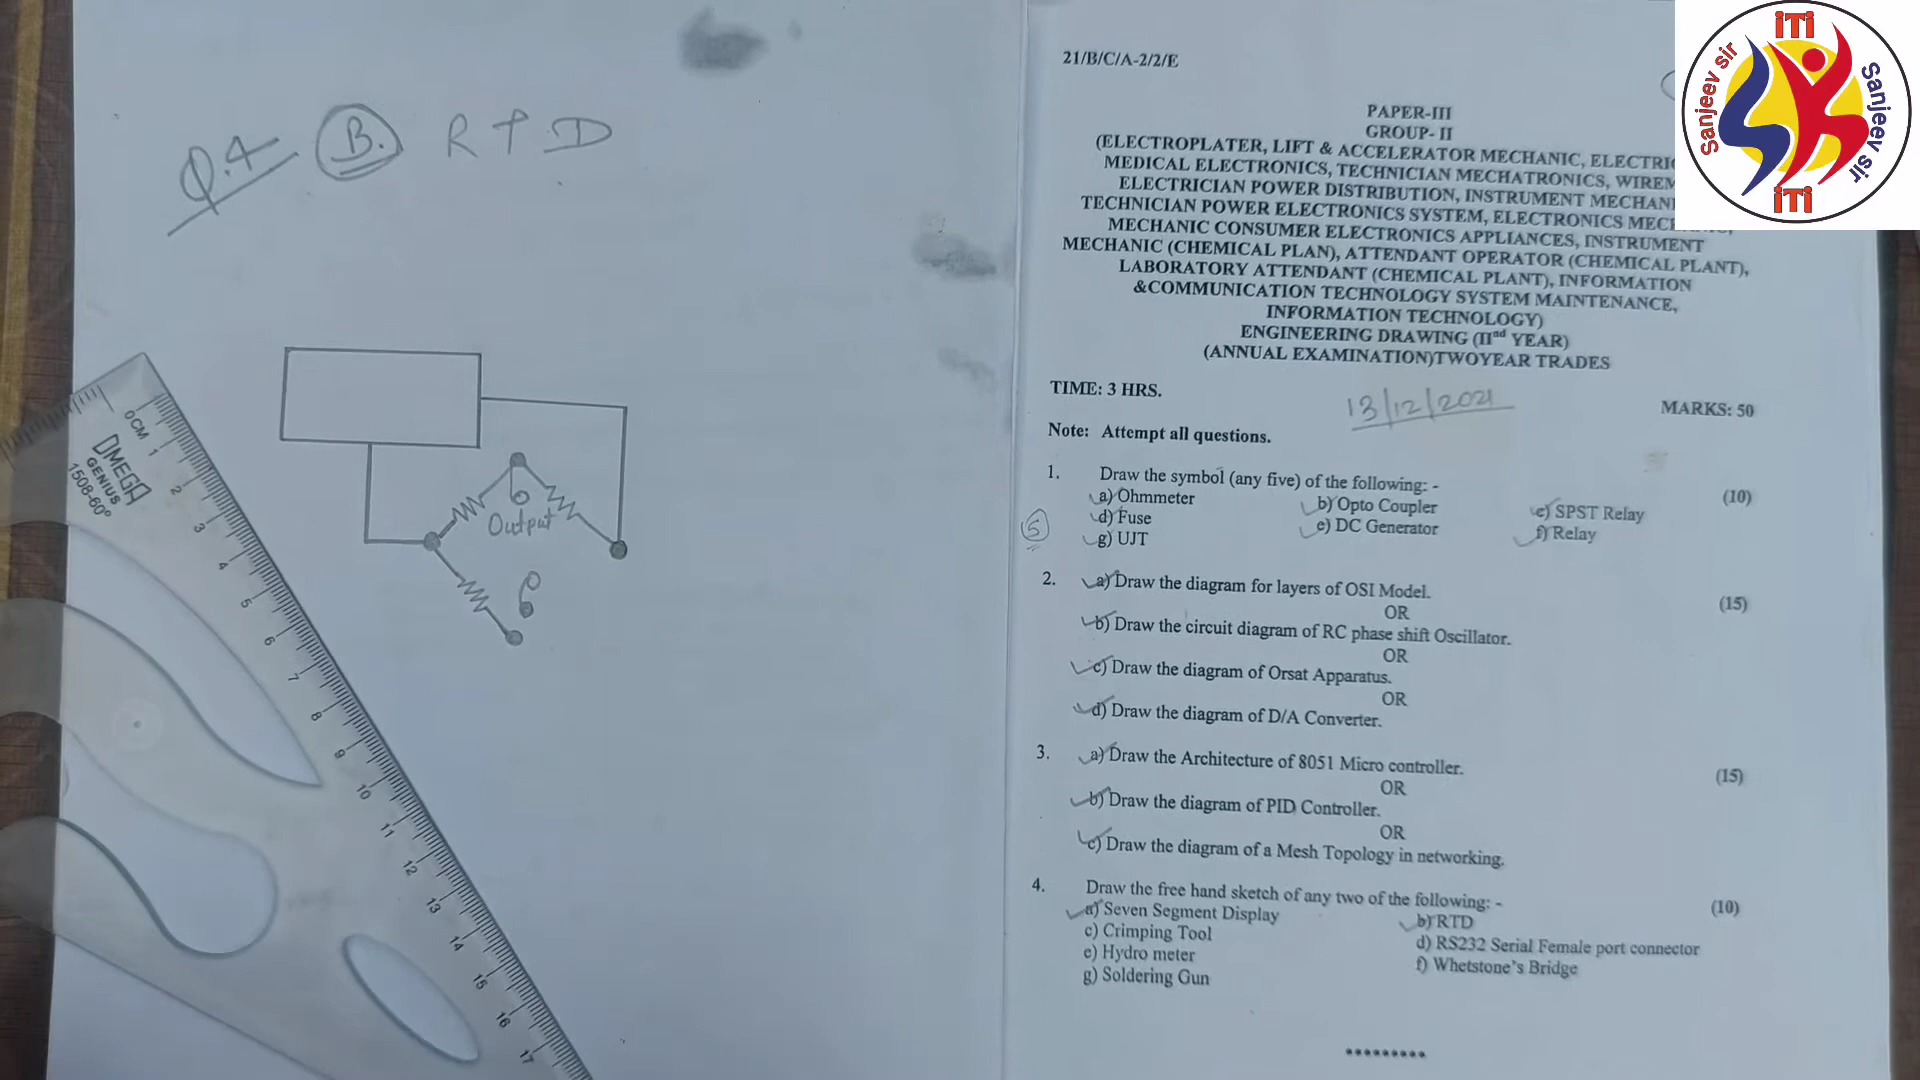 Q.4 B. RTD
Output
OCM 1 2 3 4 5 6 7 8 9 10 11 12 13 14 15 16 17
OMEGA
GENIUS
1508-60°
21/B/C/A-2/2/E
PAPER-III
GROUP- II
(ELECTROPLATER, LIFT & ACCELERATOR MECHANIC, ELECTRIC
MEDICAL ELECTRONICS, TECHNICIAN MECHATRONICS, WIREM
ELECTRICIAN POWER DISTRIBUTION, INSTRUMENT MECHANI
TECHNICIAN POWER ELECTRONICS SYSTEM, ELECTRONICS MEC
MECHANIC CONSUMER ELECTRONICS APPLIANCES, INSTRUMENT
MECHANIC (CHEMICAL PLAN), ATTENDANT OPERATOR (CHEMICAL PLANT),
LABORATORY ATTENDANT (CHEMICAL PLANT), INFORMATION
&COMMUNICATION TECHNOLOGY SYSTEM MAINTENANCE,
INFORMATION TECHNOLOGY)
ENGINEERING DRAWING (IInd YEAR)
(ANNUAL EXAMINATION)TWOYEAR TRADES
TIME: 3 HRS.
13/12/2021
MARKS: 50
Note: Attempt all questions.
1. Draw the symbol (any five) of the following: - (10)
a) Ohmmeter b) Opto Coupler c) SPST Relay
d) Fuse e) DC Generator f) Relay
g) UJT
5
2. a) Draw the diagram for layers of OSI Model. (15)
OR
b) Draw the circuit diagram of RC phase shift Oscillator.
OR
c) Draw the diagram of Orsat Apparatus.
OR
d) Draw the diagram of D/A Converter.
3. a) Draw the Architecture of 8051 Micro controller. (15)
OR
b) Draw the diagram of PID Controller.
OR
c) Draw the diagram of a Mesh Topology in networking.
4. Draw the free hand sketch of any two of the following: - (10)
a) Seven Segment Display b) RTD
c) Crimping Tool d) RS232 Serial Female port connector
e) Hydro meter f) Whetstone's Bridge
g) Soldering Gun
*********
iTi
Sanjeev sir
Sanjeev sir
iTi